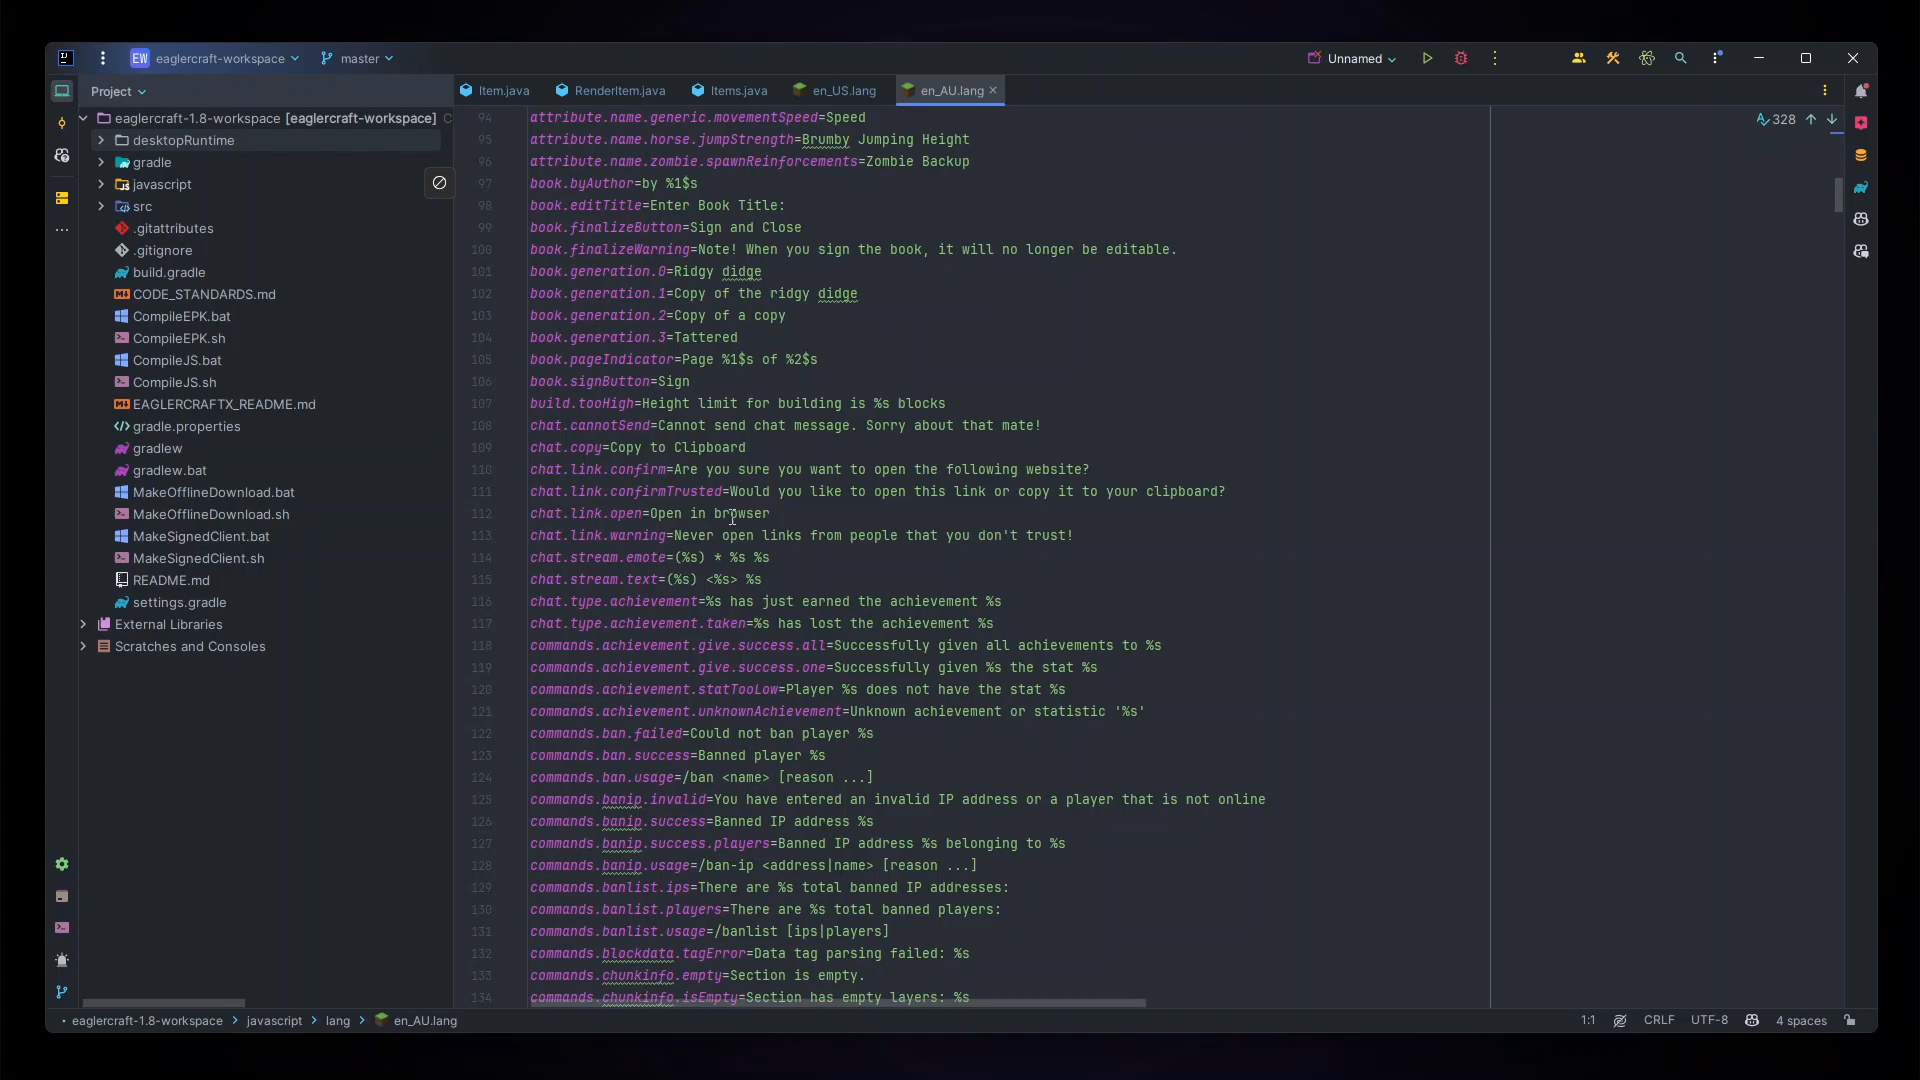 EW eaglercraft-workspace master Unnamed
Project
Item.java RenderItem.java Items.java en_US.lang en_AU.lang
eaglercraft-1.8-workspace [eaglercraft-workspace] C
desktopRuntime
gradle
javascript
src
.gitattributes
.gitignore
build.gradle
CODE_STANDARDS.md
CompileEPK.bat
CompileEPK.sh
CompileJS.bat
CompileJS.sh
EAGLERCRAFTX_README.md
gradle.properties
gradlew
gradlew.bat
MakeOfflineDownload.bat
MakeOfflineDownload.sh
MakeSignedClient.bat
MakeSignedClient.sh
README.md
settings.gradle
External Libraries
Scratches and Consoles
328
94 attribute.name.generic.movementSpeed=Speed
95 attribute.name.horse.jumpStrength=Brumby Jumping Height
96 attribute.name.zombie.spawnReinforcements=Zombie Backup
97 book.byAuthor=by %1$s
98 book.editTitle=Enter Book Title:
99 book.finalizeButton=Sign and Close
100 book.finalizeWarning=Note! When you sign the book, it will no longer be editable.
101 book.generation.0=Ridgy didge
102 book.generation.1=Copy of the ridgy didge
103 book.generation.2=Copy of a copy
104 book.generation.3=Tattered
105 book.pageIndicator=Page %1$s of %2$s
106 book.signButton=Sign
107 build.tooHigh=Height limit for building is %s blocks
108 chat.cannotSend=Cannot send chat message. Sorry about that mate!
109 chat.copy=Copy to Clipboard
110 chat.link.confirm=Are you sure you want to open the following website?
111 chat.link.confirmTrusted=Would you like to open this link or copy it to your clipboard?
112 chat.link.open=Open in browser
113 chat.link.warning=Never open links from people that you don't trust!
114 chat.stream.emote=(%s) * %s %s
115 chat.stream.text=(%s) <%s> %s
116 chat.type.achievement=%s has just earned the achievement %s
117 chat.type.achievement.taken=%s has lost the achievement %s
118 commands.achievement.give.success.all=Successfully given all achievements to %s
119 commands.achievement.give.success.one=Successfully given %s the stat %s
120 commands.achievement.statTooLow=Player %s does not have the stat %s
121 commands.achievement.unknownAchievement=Unknown achievement or statistic '%s'
122 commands.ban.failed=Could not ban player %s
123 commands.ban.success=Banned player %s
124 commands.ban.usage=/ban <name> [reason ...]
125 commands.banip.invalid=You have entered an invalid IP address or a player that is not online
126 commands.banip.success=Banned IP address %s
127 commands.banip.success.players=Banned IP address %s belonging to %s
128 commands.banip.usage=/ban-ip <address|name> [reason ...]
129 commands.banlist.ips=There are %s total banned IP addresses:
130 commands.banlist.players=There are %s total banned players:
131 commands.banlist.usage=/banlist [ips|players]
132 commands.blockdata.tagError=Data tag parsing failed: %s
133 commands.chunkinfo.empty=Section is empty.
134 commands.chunkinfo.isEmpty=Section has empty layers: %s
eaglercraft-1.8-workspace > javascript > lang > en_AU.lang
1:1 CRLF UTF-8 4 spaces